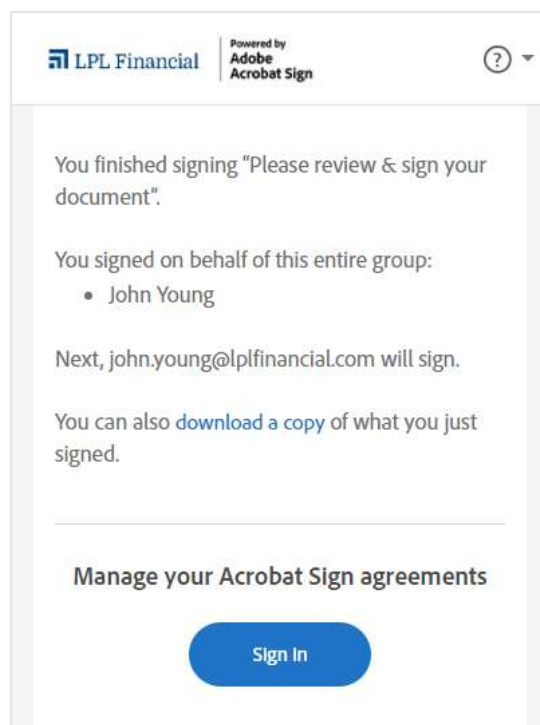 LPL Financial
Powered by
Adobe
Acrobat Sign
?
You finished signing “Please review & sign your
document”.
You signed on behalf of this entire group:
• John Young
Next, john.young@lplfinancial.com will sign.
You can also download a copy of what you just
signed.
Manage your Acrobat Sign agreements
Sign In